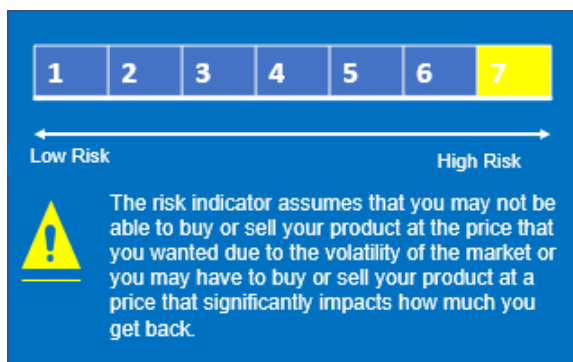 1 2 3 4 5 6 7
Low Risk High Risk
The risk indicator assumes that you may not be
able to buy or sell your product at the price that
you wanted due to the volatility of the market or
you may have to buy or sell your product at a
price that significantly impacts how much you
get back.